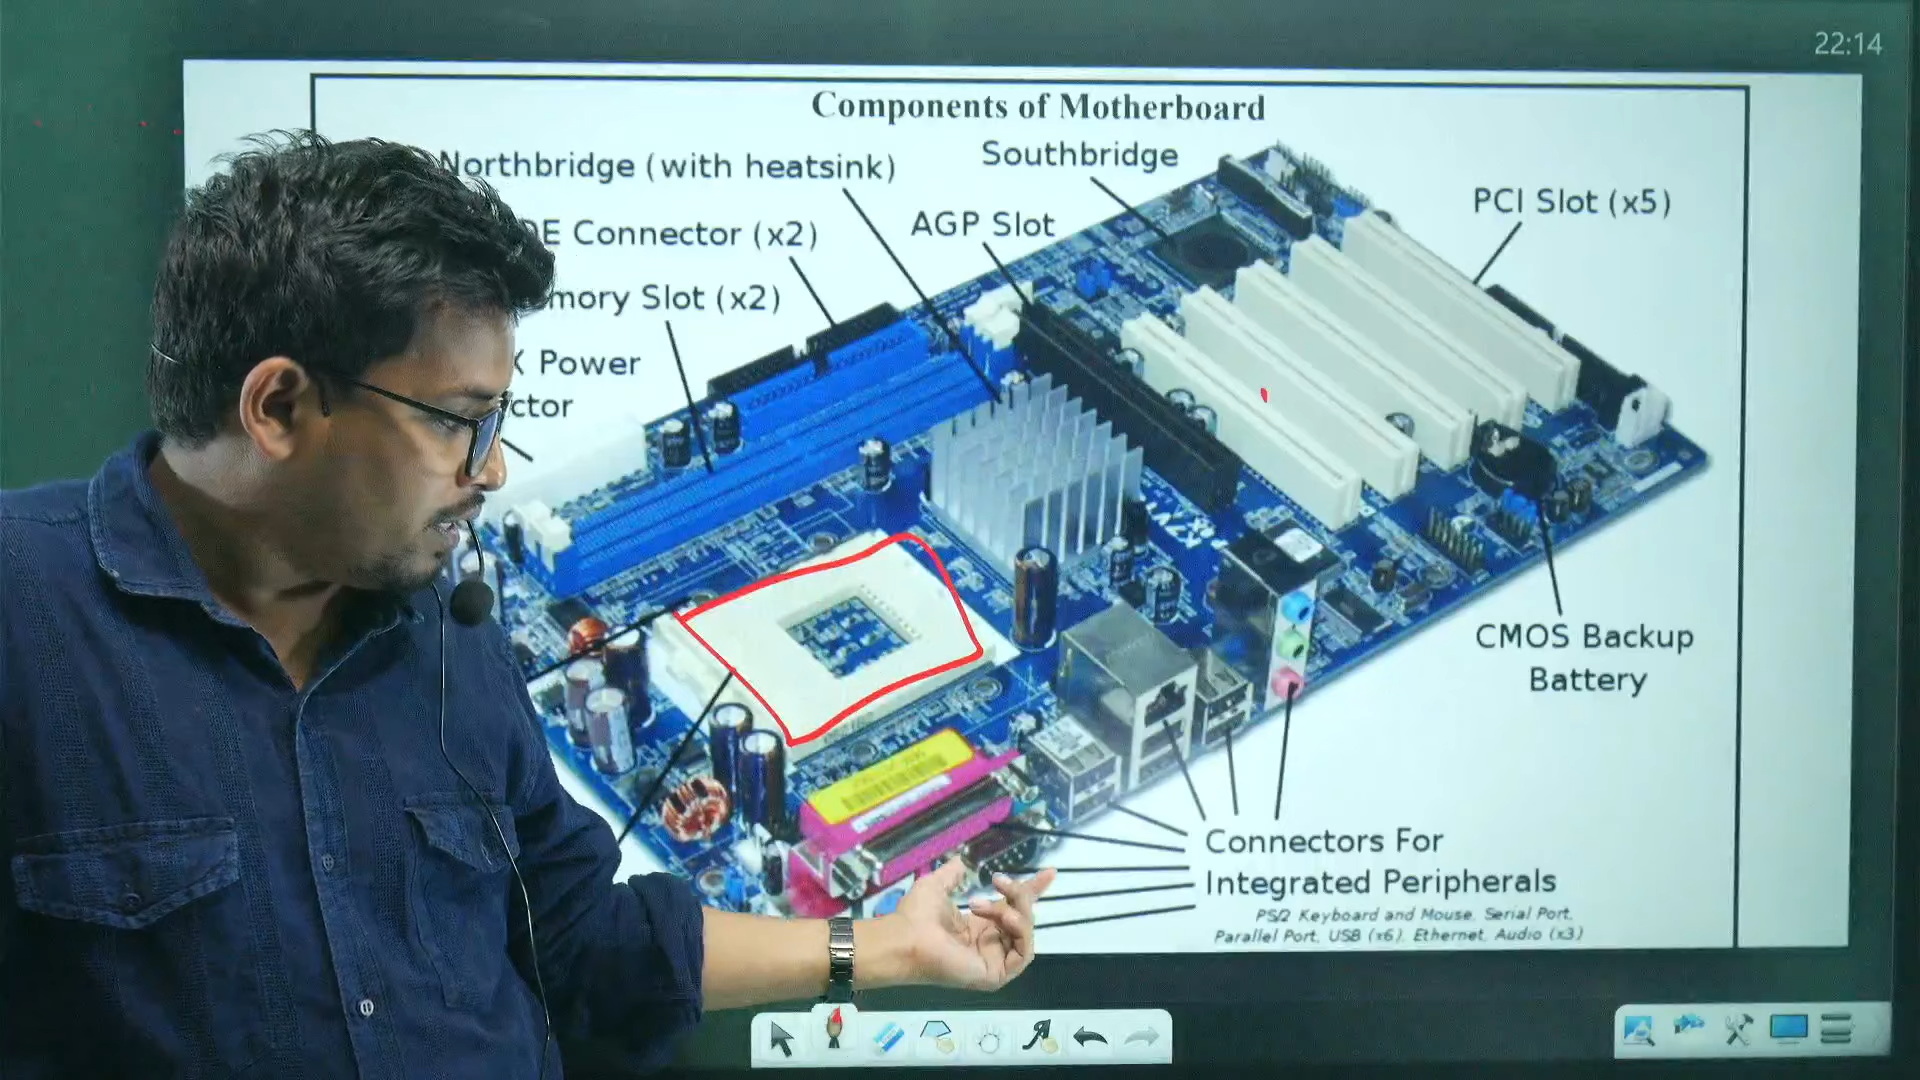 22:14
Components of Motherboard
Northbridge (with heatsink)
Southbridge
PCI Slot (x5)
AGP Slot
DE Connector (x2)
mory Slot (x2)
X Power
ctor
K7VT
CMOS Backup
Battery
Connectors For
Integrated Peripherals
PS/2 Keyboard and Mouse, Serial Port,
Parallel Port, USB (x6), Ethernet, Audio (x3)